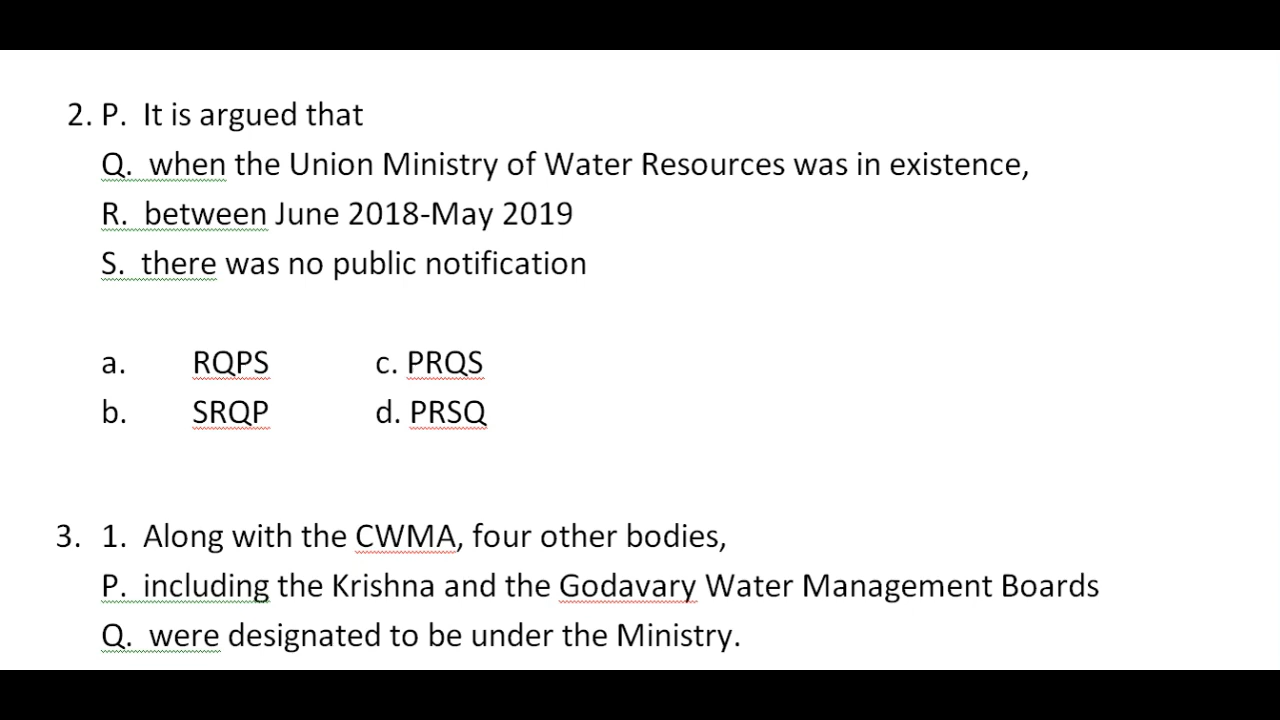 2. P. It is argued that
Q. when the Union Ministry of Water Resources was in existence,
R. between June 2018-May 2019
S. there was no public notification
a. RQPS c. PRQS
b. SRQP d. PRSQ
3. 1. Along with the CWMA, four other bodies,
P. including the Krishna and the Godavary Water Management Boards
Q. were designated to be under the Ministry.